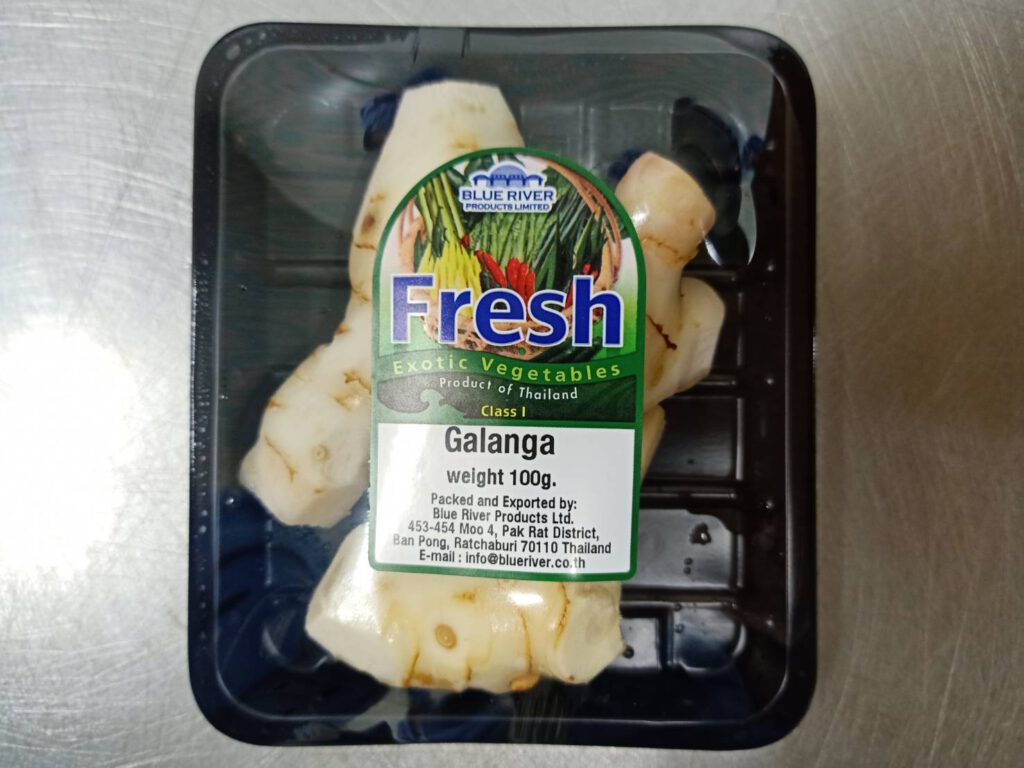 BLUE RIVER
PRODUCTS LIMITED
Fresh
Exotic Vegetables
Product of Thailand
Class I
Galanga
weight 100g.
Packed and Exported by:
Blue River Products Ltd.
453-454 Moo 4, Pak Rat District,
Ban Pong, Ratchaburi 70110 Thailand
E-mail : info@blueriver.co.th